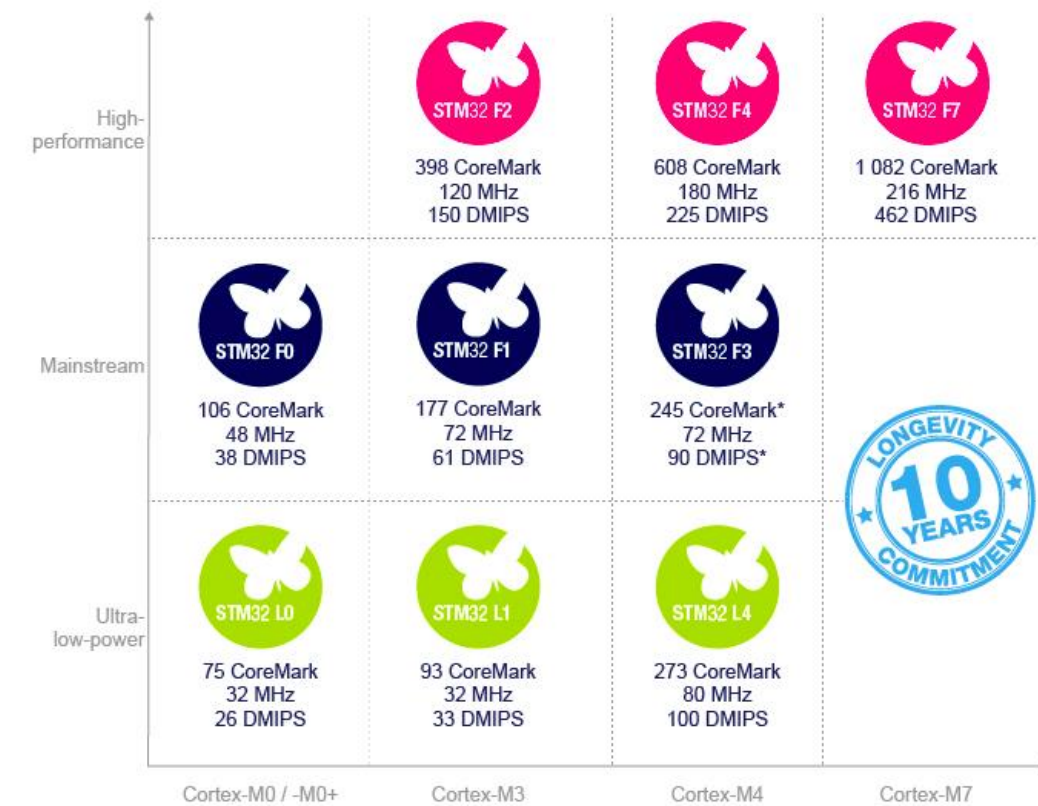 High-
performance
STM32 F2
398 CoreMark
120 MHz
150 DMIPS
STM32 F4
608 CoreMark
180 MHz
225 DMIPS
STM32 F7
1 082 CoreMark
216 MHz
462 DMIPS
Mainstream
STM32 F0
106 CoreMark
48 MHz
38 DMIPS
STM32 F1
177 CoreMark
72 MHz
61 DMIPS
STM32 F3
245 CoreMark*
72 MHz
90 DMIPS*
LONGEVITY
10
YEARS
COMMITMENT
Ultra-
low-power
STM32 L0
75 CoreMark
32 MHz
26 DMIPS
STM32 L1
93 CoreMark
32 MHz
33 DMIPS
STM32 L4
273 CoreMark
80 MHz
100 DMIPS
Cortex-M0 / -M0+
Cortex-M3
Cortex-M4
Cortex-M7